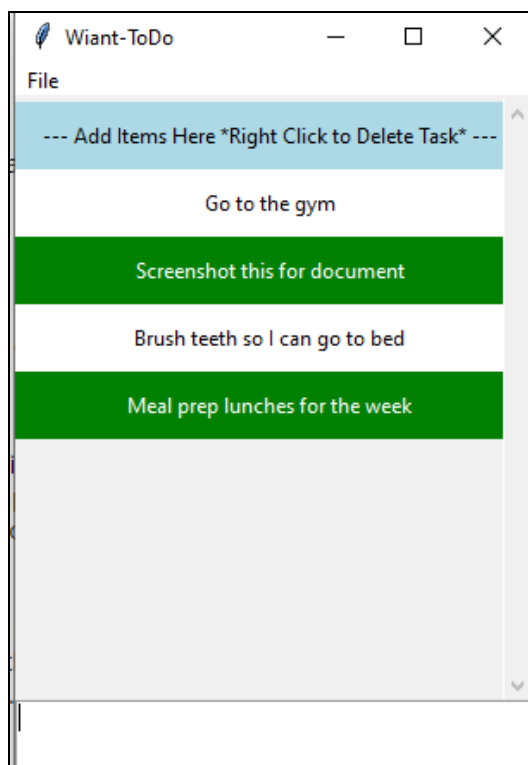 Wiant-ToDo
File
--- Add Items Here *Right Click to Delete Task* ---
Go to the gym
Screenshot this for document
Brush teeth so I can go to bed
Meal prep lunches for the week